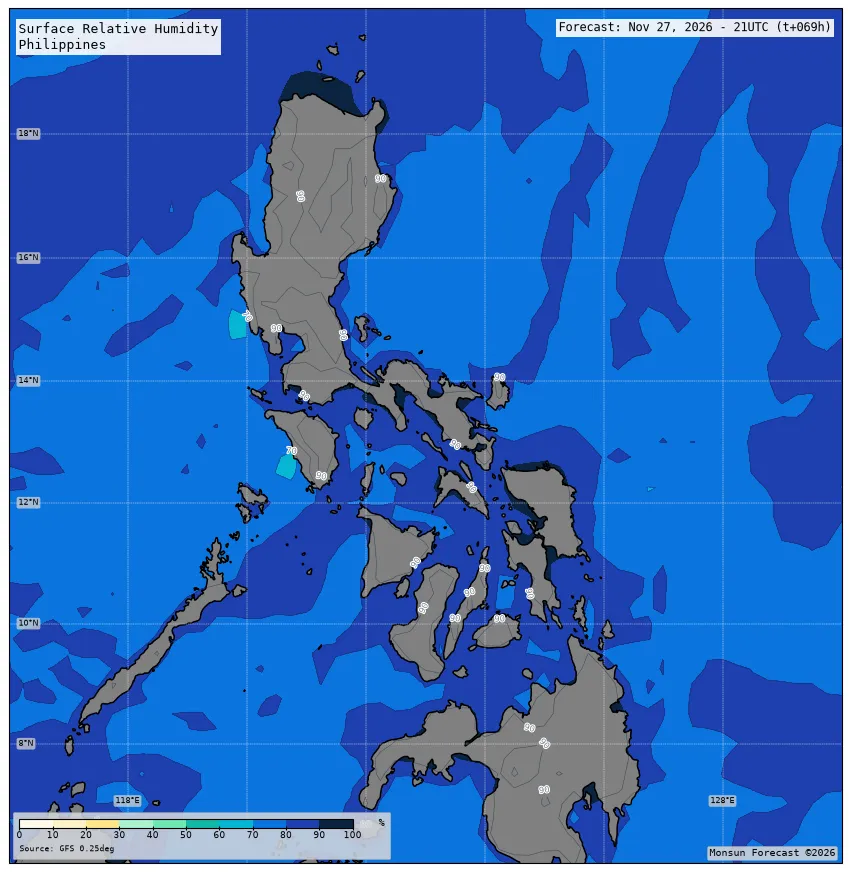 Surface Relative Humidity
Philippines
Forecast: Nov 27, 2026 - 21UTC (t+069h)
18°N
90
90
16°N
70
90
90
14°N
90
90
90
70
90
90
12°N
90
90
90
90
90
10°N
90
90
90
8°N
90
90
118°E
128°E
%
0 10 20 30 40 50 60 70 80 90 100
Source: GFS 0.25deg
Monsun Forecast ©2026